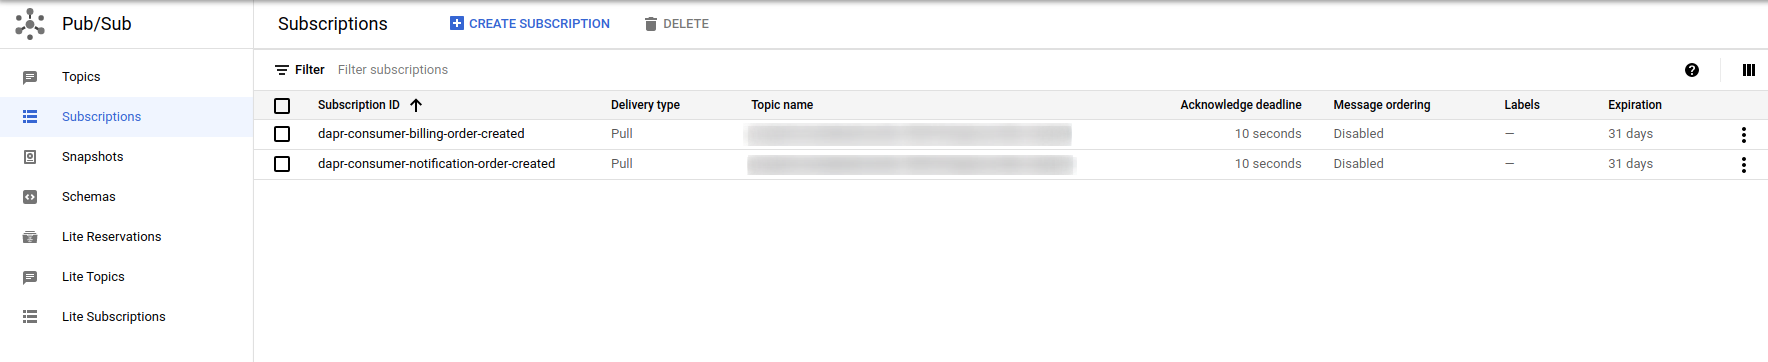 Pub/Sub
Subscriptions
CREATE SUBSCRIPTION
DELETE
Topics
Subscriptions
Snapshots
Schemas
Lite Reservations
Lite Topics
Lite Subscriptions
Filter Filter subscriptions
Subscription ID Delivery type Topic name Acknowledge deadline Message ordering Labels Expiration
dapr-consumer-billing-order-created Pull 10 seconds Disabled — 31 days
dapr-consumer-notification-order-created Pull 10 seconds Disabled — 31 days